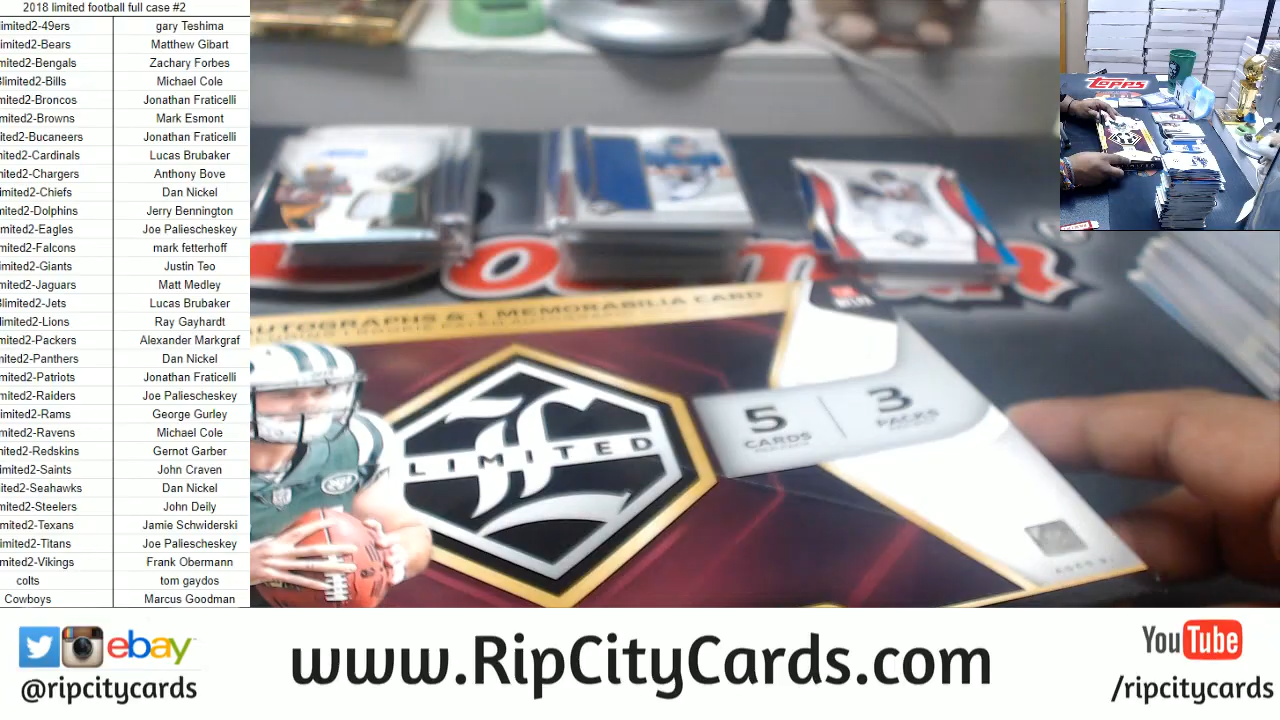 2018 limited football full case #2
limited2-49ers gary Teshima
imited2-Bears Matthew Gibart
mited2-Bengals Zachary Forbes
8limited2-Bills Michael Cole
mited2-Broncos Jonathan Fraticelli
mited2-Browns Mark Esmont
ited2-Bucaneers Jonathan Fraticelli
nited2-Cardinals Lucas Brubaker
ited2-Chargers Anthony Bove
imited2-Chiefs Dan Nickel
ited2-Dolphins Jerry Bennington
imited2-Eagles Joe Paliescheskey
mited2-Falcons mark fetterhoff
imited2-Giants Justin Teo
mited2-Jaguars Matt Medley
8limited2-Jets Lucas Brubaker
limited2-Lions Ray Gayhardt
mited2-Packers Alexander Markgraf
ited2-Panthers Dan Nickel
mited2-Patriots Jonathan Fraticelli
mited2-Raiders Joe Paliescheskey
imited2-Rams George Gurley
mited2-Ravens Michael Cole
ited2-Redskins Gernot Garber
imited2-Saints John Craven
ited2-Seahawks Dan Nickel
mited2-Steelers John Deily
mited2-Texans Jamie Schwiderski
imited2-Titans Joe Paliescheskey
mited2-Vikings Frank Obermann
colts tom gaydos
Cowboys Marcus Goodman
AUTOGRAPHS & 1 MEMORABILIA CARD
5 CARDS
3 PACKS
LIMITED
Topps
ebay
@ripcitycards
www.RipCityCards.com
YouTube
/ripcitycards